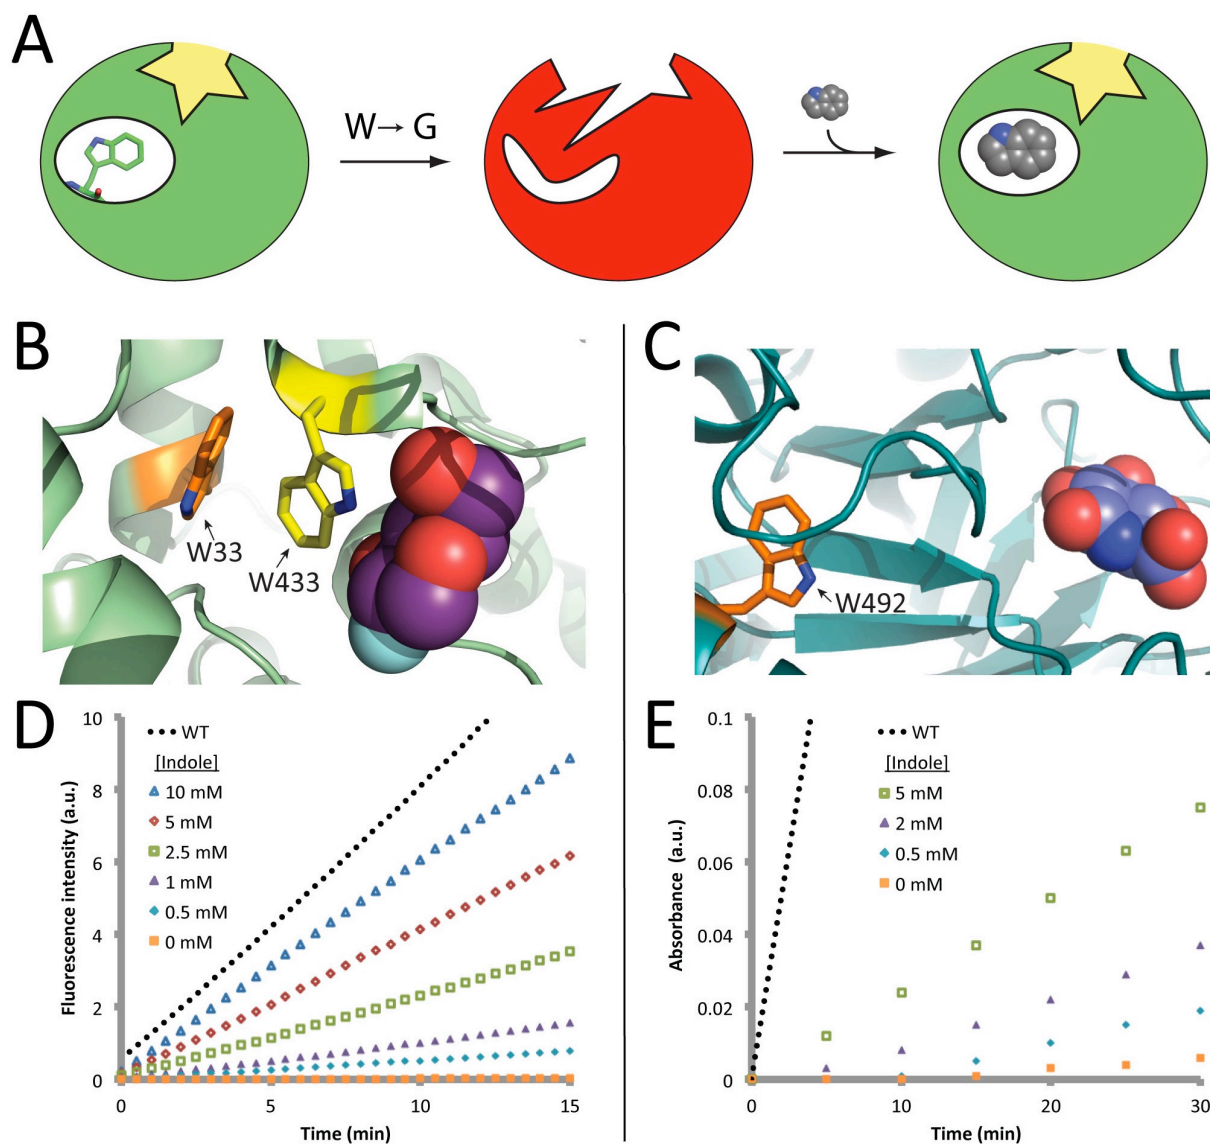 A
W→ G
B
W33
W433
C
W492
D
Fluorescence intensity (a.u.)
10
8
6
4
2
0
WT
[Indole]
10 mM
5 mM
2.5 mM
1 mM
0.5 mM
0 mM
0
5
10
15
Time (min)
E
Absorbance (a.u.)
0.1
0.08
0.06
0.04
0.02
0
WT
[Indole]
5 mM
2 mM
0.5 mM
0 mM
0
10
20
30
Time (min)